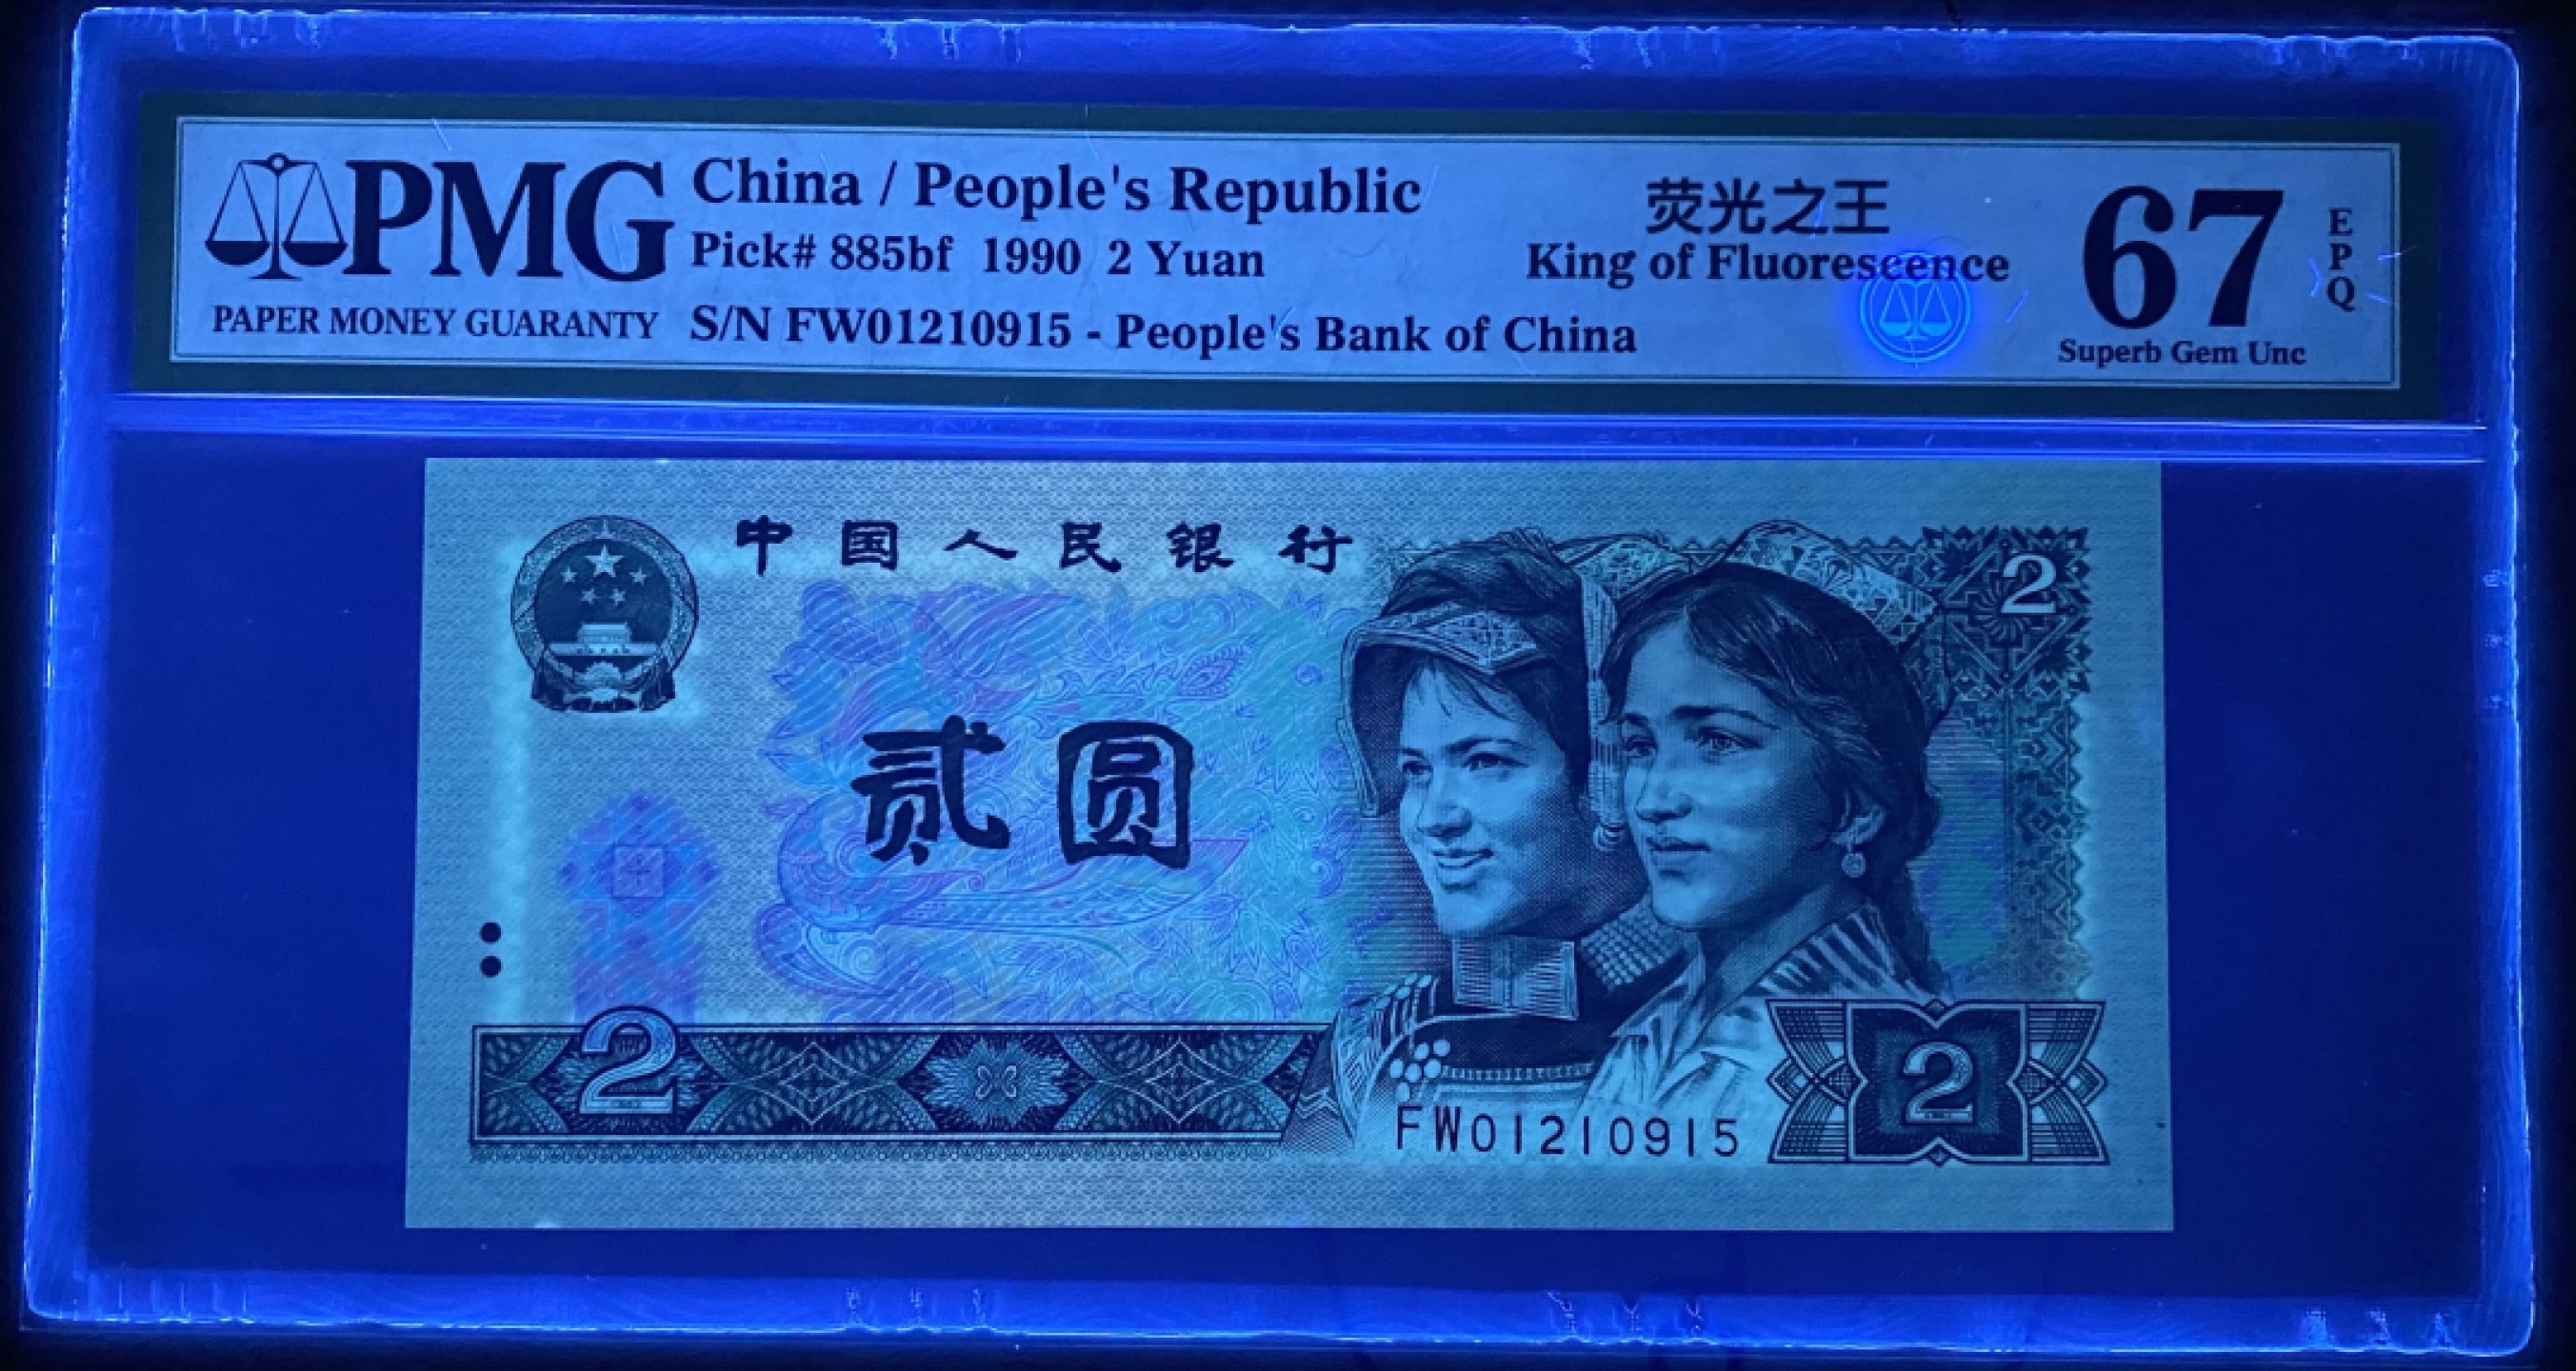 PMG
PAPER MONEY GUARANTY
China / People's Republic
Pick# 885bf 1990 2 Yuan
S/N FW01210915 - People's Bank of China
荧光之王
King of Fluorescence
67
EPQ
Superb Gem Unc
中国人民银行
2
贰圆
2
2
FW01210915